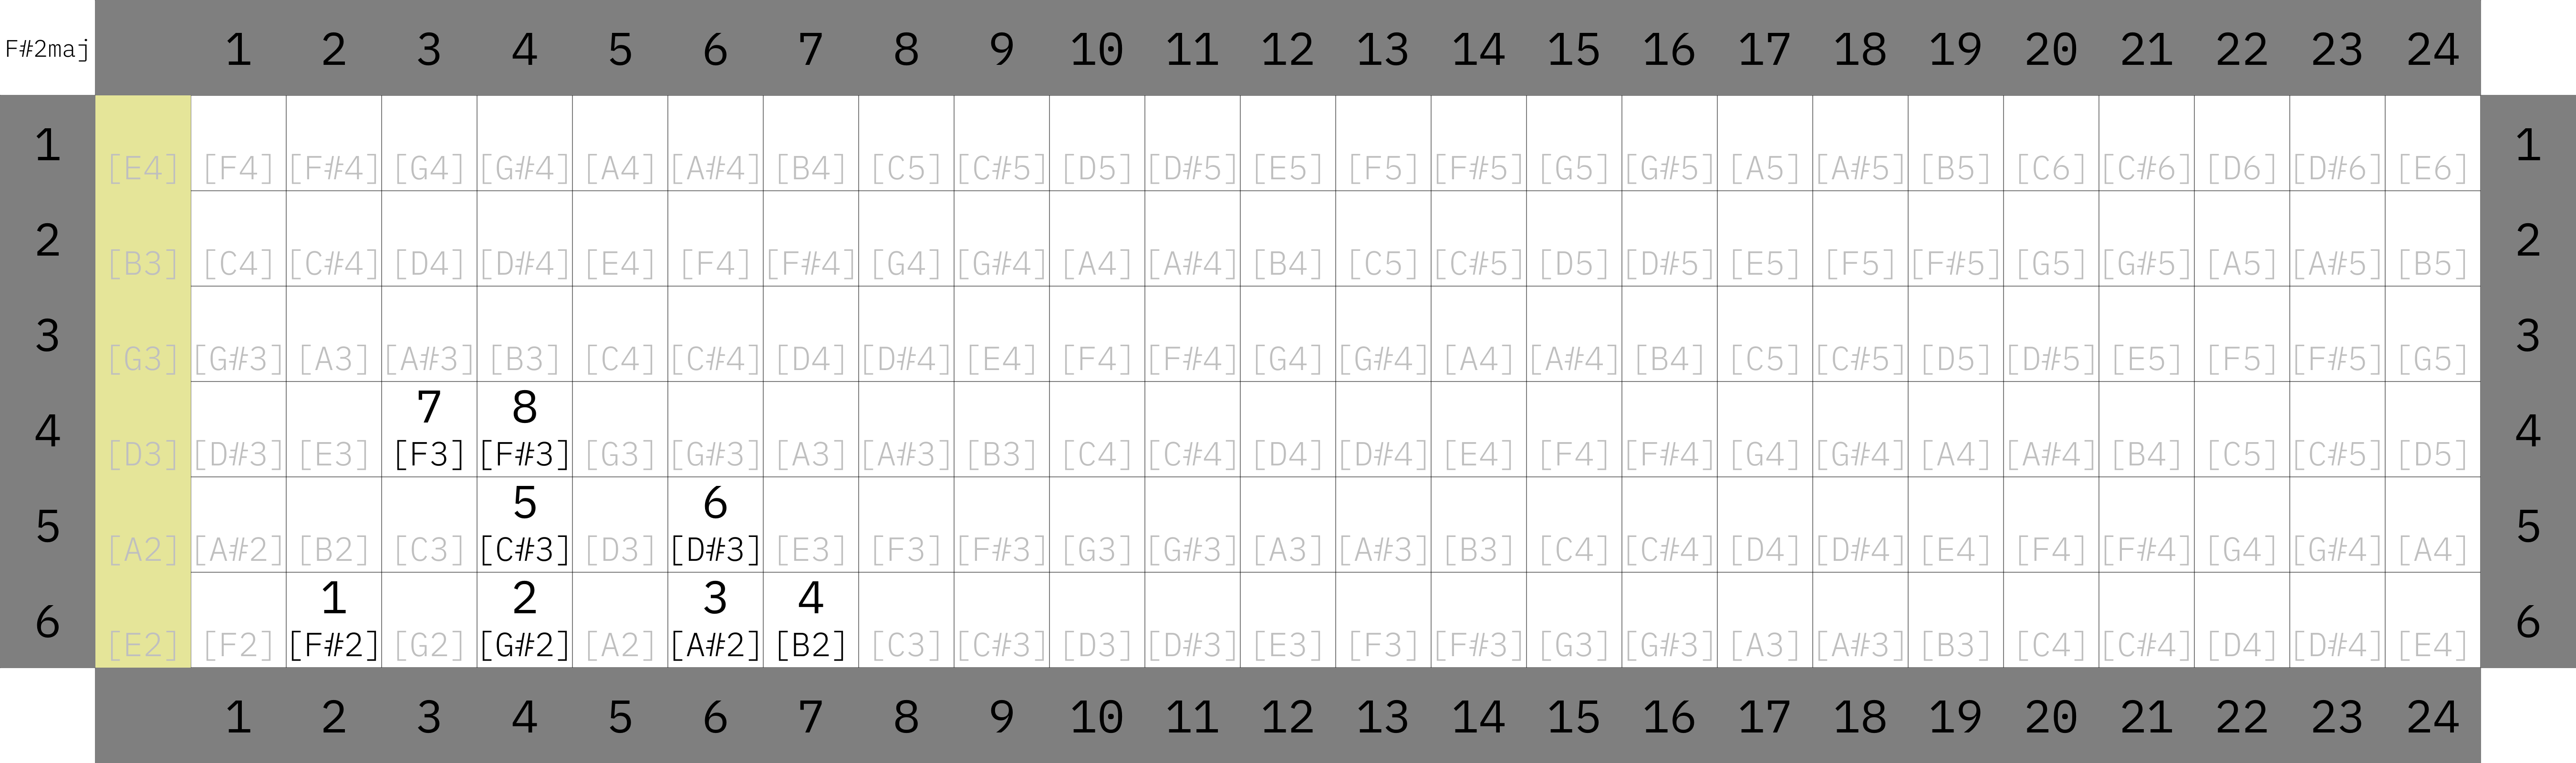 F#2maj 1 2 3 4 5 6 7 8 9 10 11 12 13 14 15 16 17 18 19 20 21 22 23 24
1 [E4] [F4] [F#4] [G4] [G#4] [A4] [A#4] [B4] [C5] [C#5] [D5] [D#5] [E5] [F5] [F#5] [G5] [G#5] [A5] [A#5] [B5] [C6] [C#6] [D6] [D#6] [E6] 1
2 [B3] [C4] [C#4] [D4] [D#4] [E4] [F4] [F#4] [G4] [G#4] [A4] [A#4] [B4] [C5] [C#5] [D5] [D#5] [E5] [F5] [F#5] [G5] [G#5] [A5] [A#5] [B5] 2
3 [G3] [G#3] [A3] [A#3] [B3] [C4] [C#4] [D4] [D#4] [E4] [F4] [F#4] [G4] [G#4] [A4] [A#4] [B4] [C5] [C#5] [D5] [D#5] [E5] [F5] [F#5] [G5] 3
7 8
4 [D3] [D#3] [E3] [F3] [F#3] [G3] [G#3] [A3] [A#3] [B3] [C4] [C#4] [D4] [D#4] [E4] [F4] [F#4] [G4] [G#4] [A4] [A#4] [B4] [C5] [C#5] [D5] 4
5 6
5 [A2] [A#2] [B2] [C3] [C#3] [D3] [D#3] [E3] [F3] [F#3] [G3] [G#3] [A3] [A#3] [B3] [C4] [C#4] [D4] [D#4] [E4] [F4] [F#4] [G4] [G#4] [A4] 5
1 2 3 4
6 [E2] [F2] [F#2] [G2] [G#2] [A2] [A#2] [B2] [C3] [C#3] [D3] [D#3] [E3] [F3] [F#3] [G3] [G#3] [A3] [A#3] [B3] [C4] [C#4] [D4] [D#4] [E4] 6
1 2 3 4 5 6 7 8 9 10 11 12 13 14 15 16 17 18 19 20 21 22 23 24